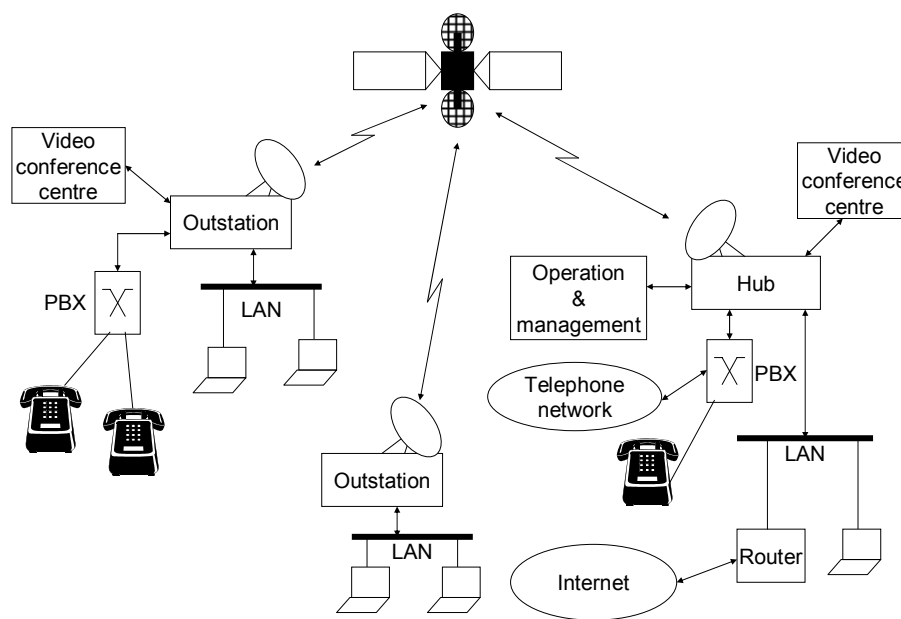 Video
conference
centre
Outstation
PBX
LAN
Video
conference
centre
Operation
&
management
Hub
PBX
Telephone
network
LAN
Router
Internet
Outstation
LAN